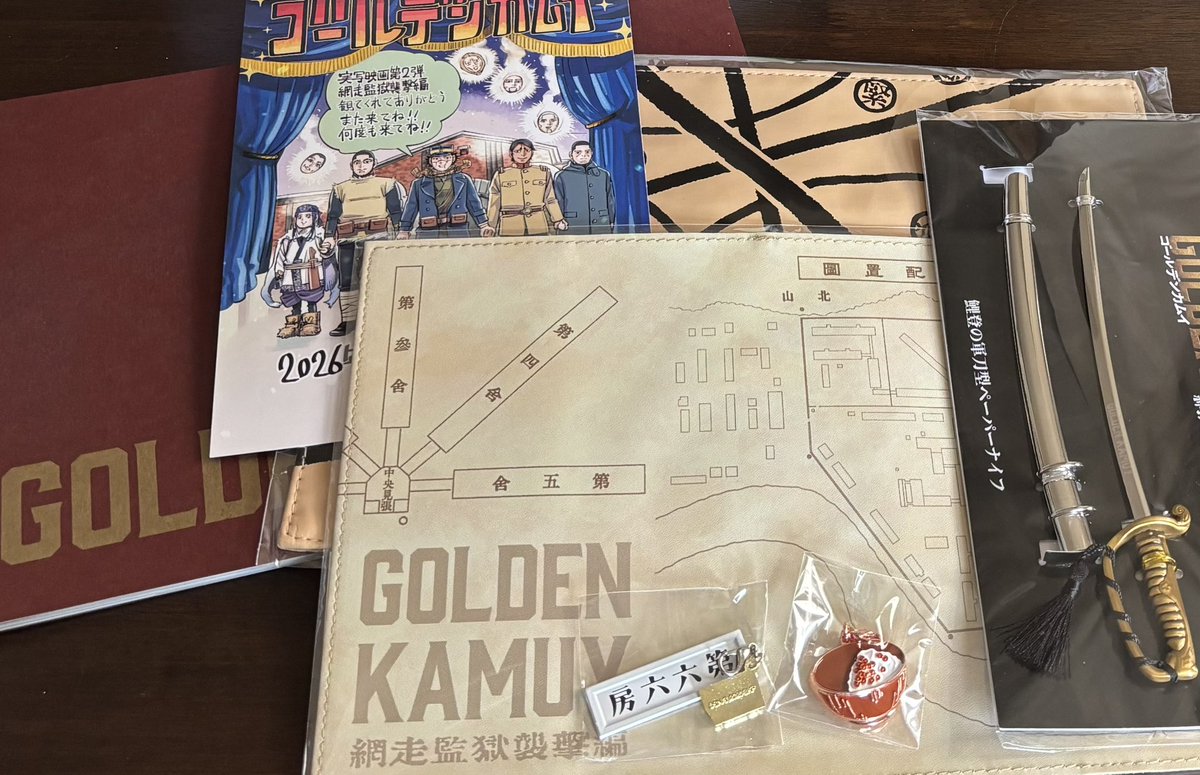 ゴールデンカムイ
実写映画第2弾
網走監獄襲撃編
観てくれてありがとう
また来てね!!
何度も来てね!!
2026
GOLD
配置圖
北山
第参舍
第四舍
第五舍
中央見張
GOLDEN
KAMUY
網走監獄襲撃編
第六六房
ゴールデンカムイ
鯉登の軍刀型ペーパーナイフ